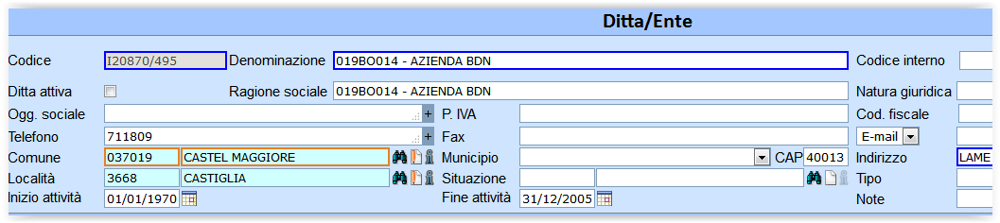 Ditta/Ente
Codice I20870/495 Denominazione 019BO014 - AZIENDA BDN Codice interno
Ditta attiva Ragione sociale 019BO014 - AZIENDA BDN Natura giuridica
Ogg. sociale + P. IVA Cod. fiscale
Telefono 711809 + Fax E-mail
Comune 037019 CASTEL MAGGIORE Municipio CAP 40013 Indirizzo LAME
Località 3668 CASTIGLIA Situazione Tipo
Inizio attività 01/01/1970 Fine attività 31/12/2005 Note